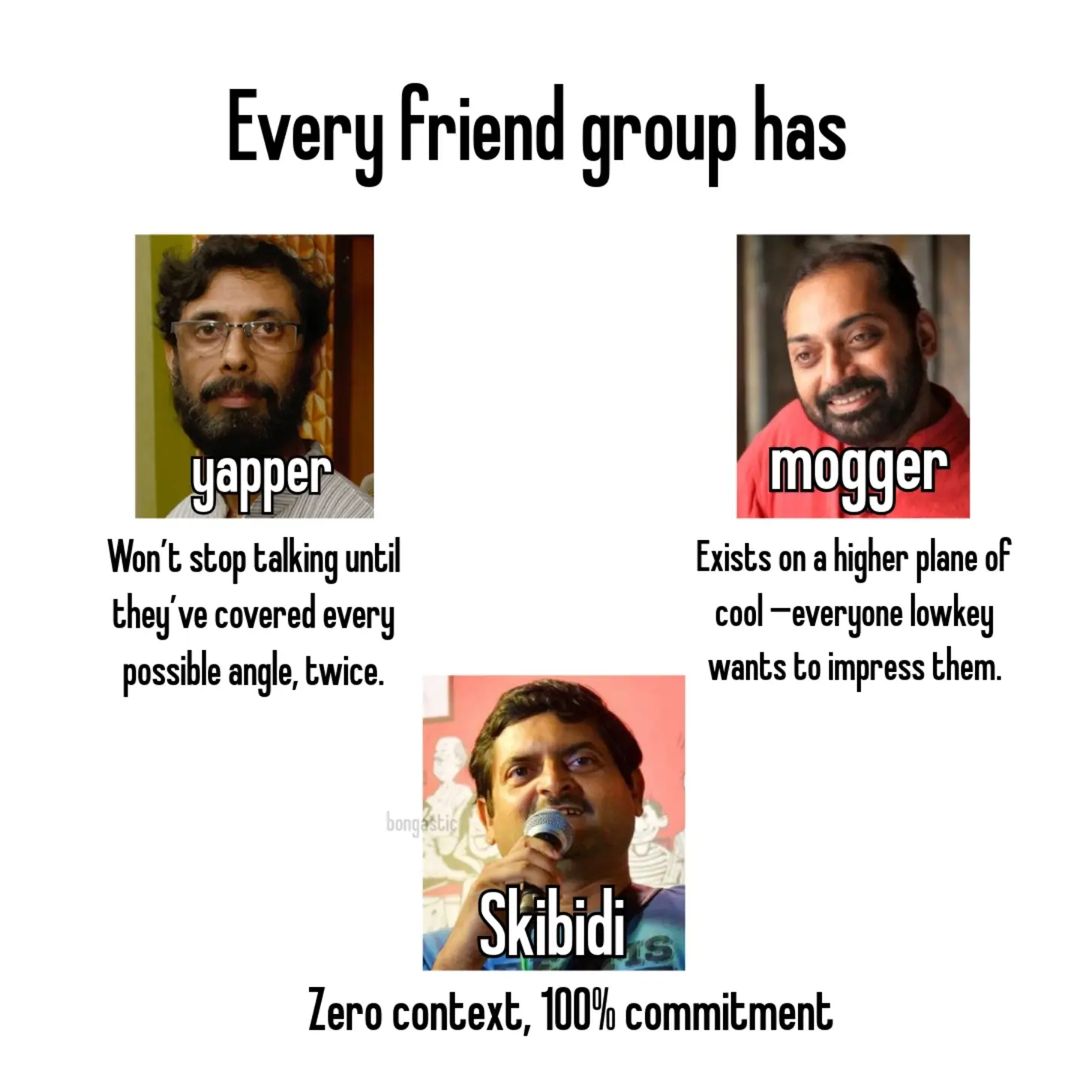 Every friend group has
yapper
Won't stop talking until
they've covered every
possible angle, twice.
mogger
Exists on a higher plane of
cool —everyone lowkey
wants to impress them.
bongastic
Skibidi
Zero context, 100% commitment